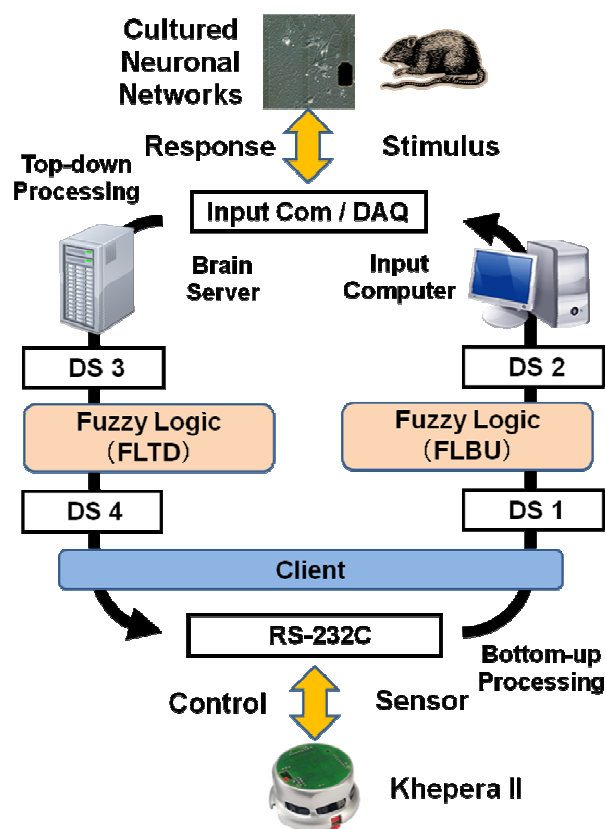 Cultured
Neuronal
Networks
Response
Stimulus
Top-down
Processing
Input Com / DAQ
Brain
Server
Input
Computer
DS 3
DS 2
Fuzzy Logic
(FLTD)
Fuzzy Logic
(FLBU)
DS 4
DS 1
Client
RS-232C
Bottom-up
Processing
Control
Sensor
Khepera II